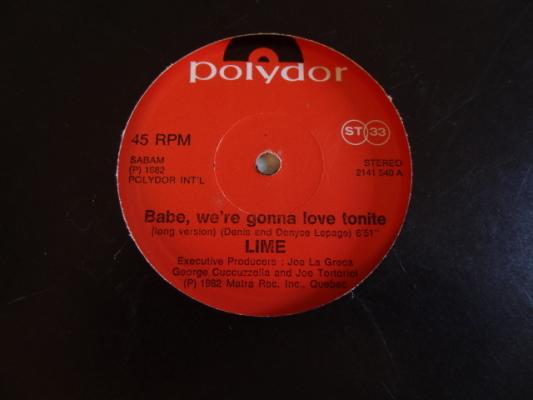 polydor
45 RPM
ST 33
SABAM
(P) 1982
POLYDOR INT'L
STEREO
2141 540 A
Babe, we're gonna love tonite
(long version) (Denis and Denyse Lepage) 6'51"
LIME
Executive Producers : Joe La Greca
George Cuccuzzella and Joe Tortorici
(P) 1982 Matra Rec. Inc., Quebec